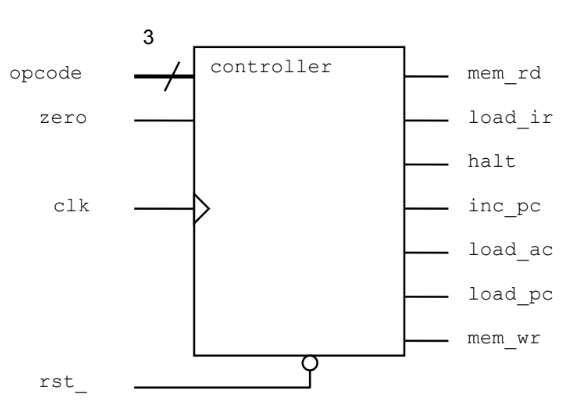 3
opcode
controller
mem_rd
zero
load_ir
halt
clk
inc_pc
load_ac
load_pc
mem_wr
rst_